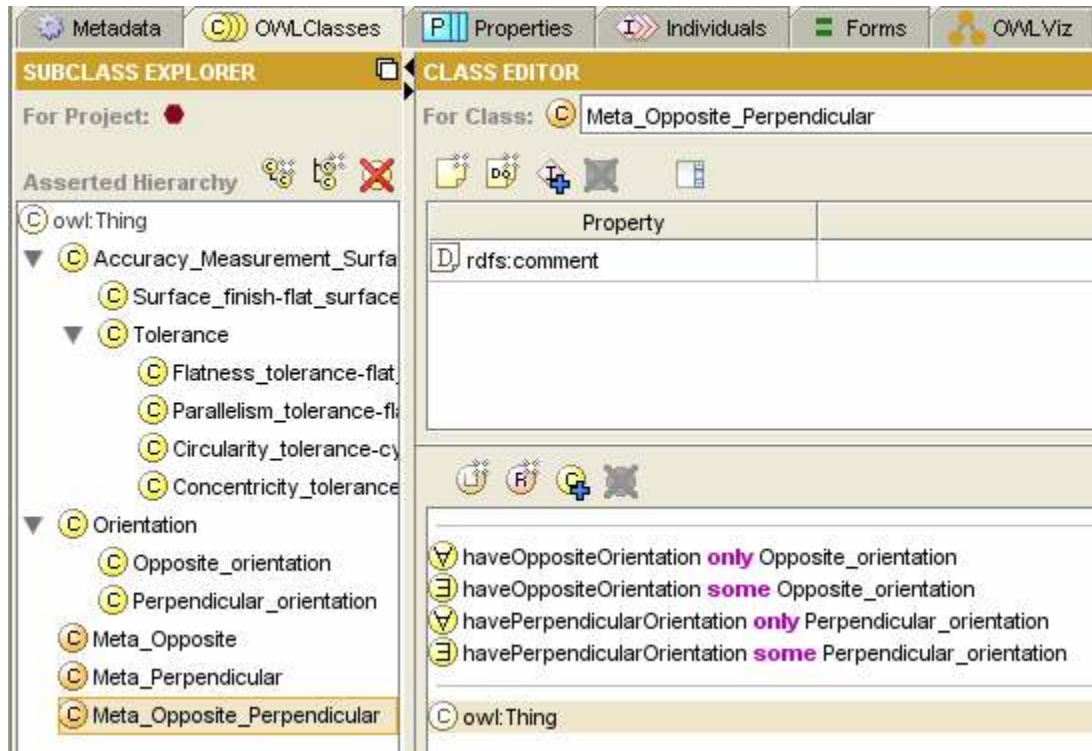 Metadata
OWLClasses
Properties
Individuals
Forms
OWLViz
SUBCLASS EXPLORER
For Project:
Asserted Hierarchy
owl:Thing
Accuracy_Measurement_Surfa
Surface_finish-flat_surface
Tolerance
Flatness_tolerance-flat_
Parallelism_tolerance-fla
Circularity_tolerance-cy
Concentricity_tolerance
Orientation
Opposite_orientation
Perpendicular_orientation
Meta_Opposite
Meta_Perpendicular
Meta_Opposite_Perpendicular
CLASS EDITOR
For Class: C Meta_Opposite_Perpendicular
Property
rdfs:comment
∀ haveOppositeOrientation only Opposite_orientation
∃ haveOppositeOrientation some Opposite_orientation
∀ havePerpendicularOrientation only Perpendicular_orientation
∃ havePerpendicularOrientation some Perpendicular_orientation
C owl:Thing